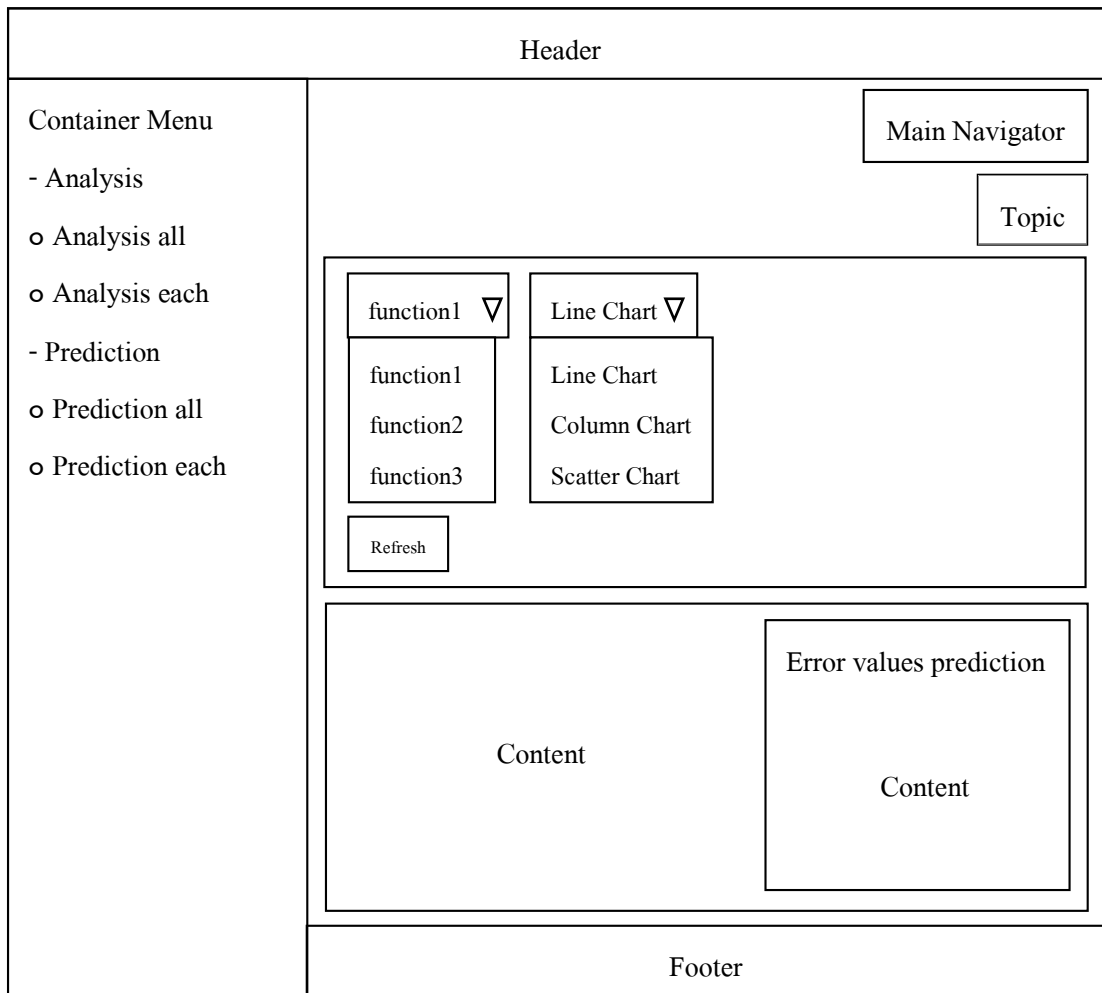 Header
Container Menu
- Analysis
o Analysis all
o Analysis each
- Prediction
o Prediction all
o Prediction each
Main Navigator
Topic
function1
Line Chart
function1
function2
function3
Line Chart
Column Chart
Scatter Chart
Refresh
Content
Error values prediction
Content
Footer